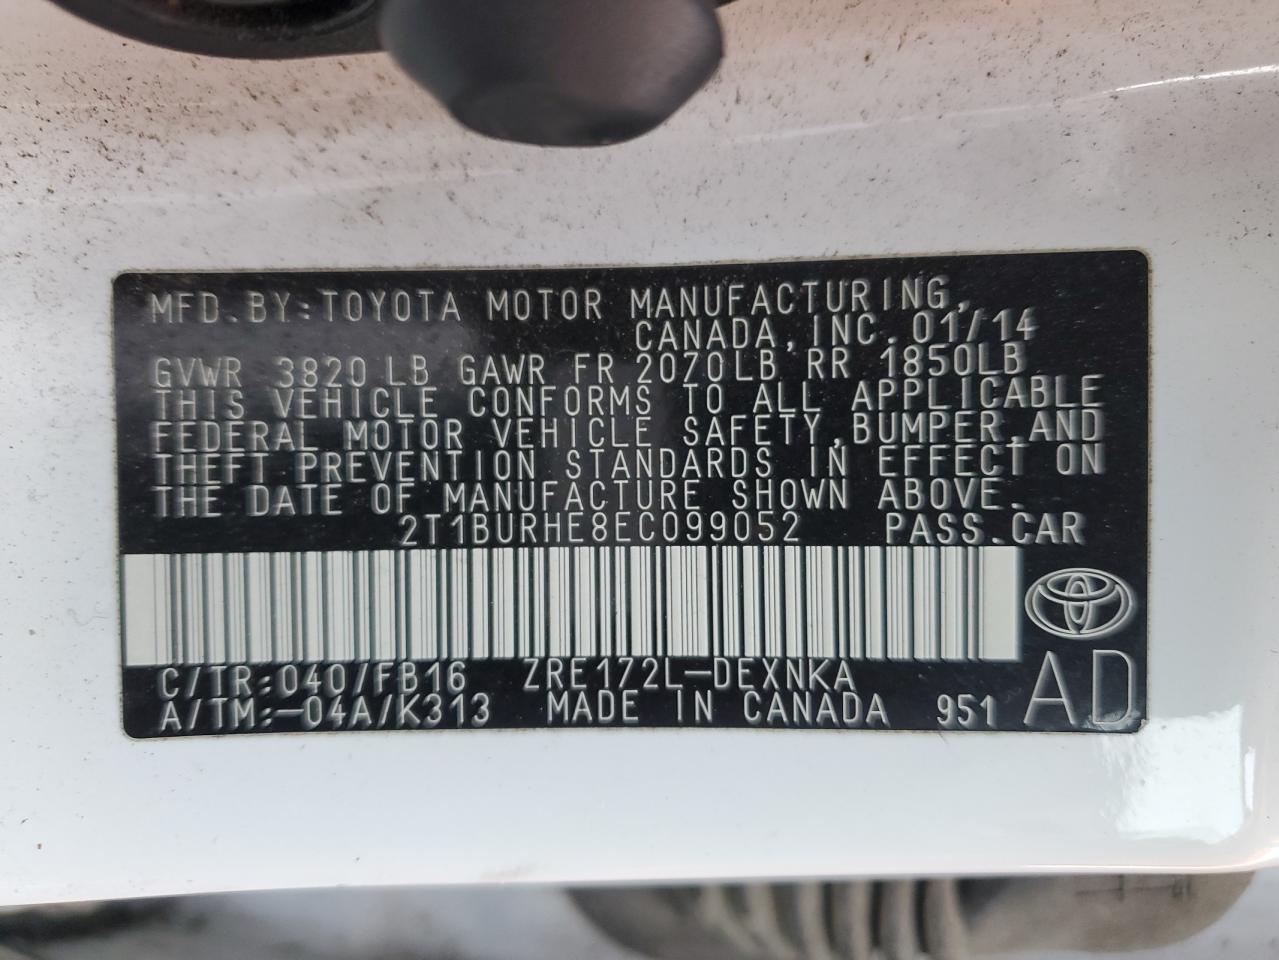 MFD. BY: TOYOTA MOTOR MANUFACTURING,
CANADA, INC. 01/14
GVWR 3820 LB GAWR FR 2070LB RR 1850LB
THIS VEHICLE CONFORMS TO ALL APPLICABLE
FEDERAL MOTOR VEHICLE SAFETY, BUMPER, AND
THEFT PREVENTION STANDARDS IN EFFECT ON
THE DATE OF MANUFACTURE SHOWN ABOVE.
2T1BURHE8EC099052 PASS. CAR
C/TR: 040/FB16 ZRE172L-DEXNKA
A/TM: -04A/K313 MADE IN CANADA 951 AD